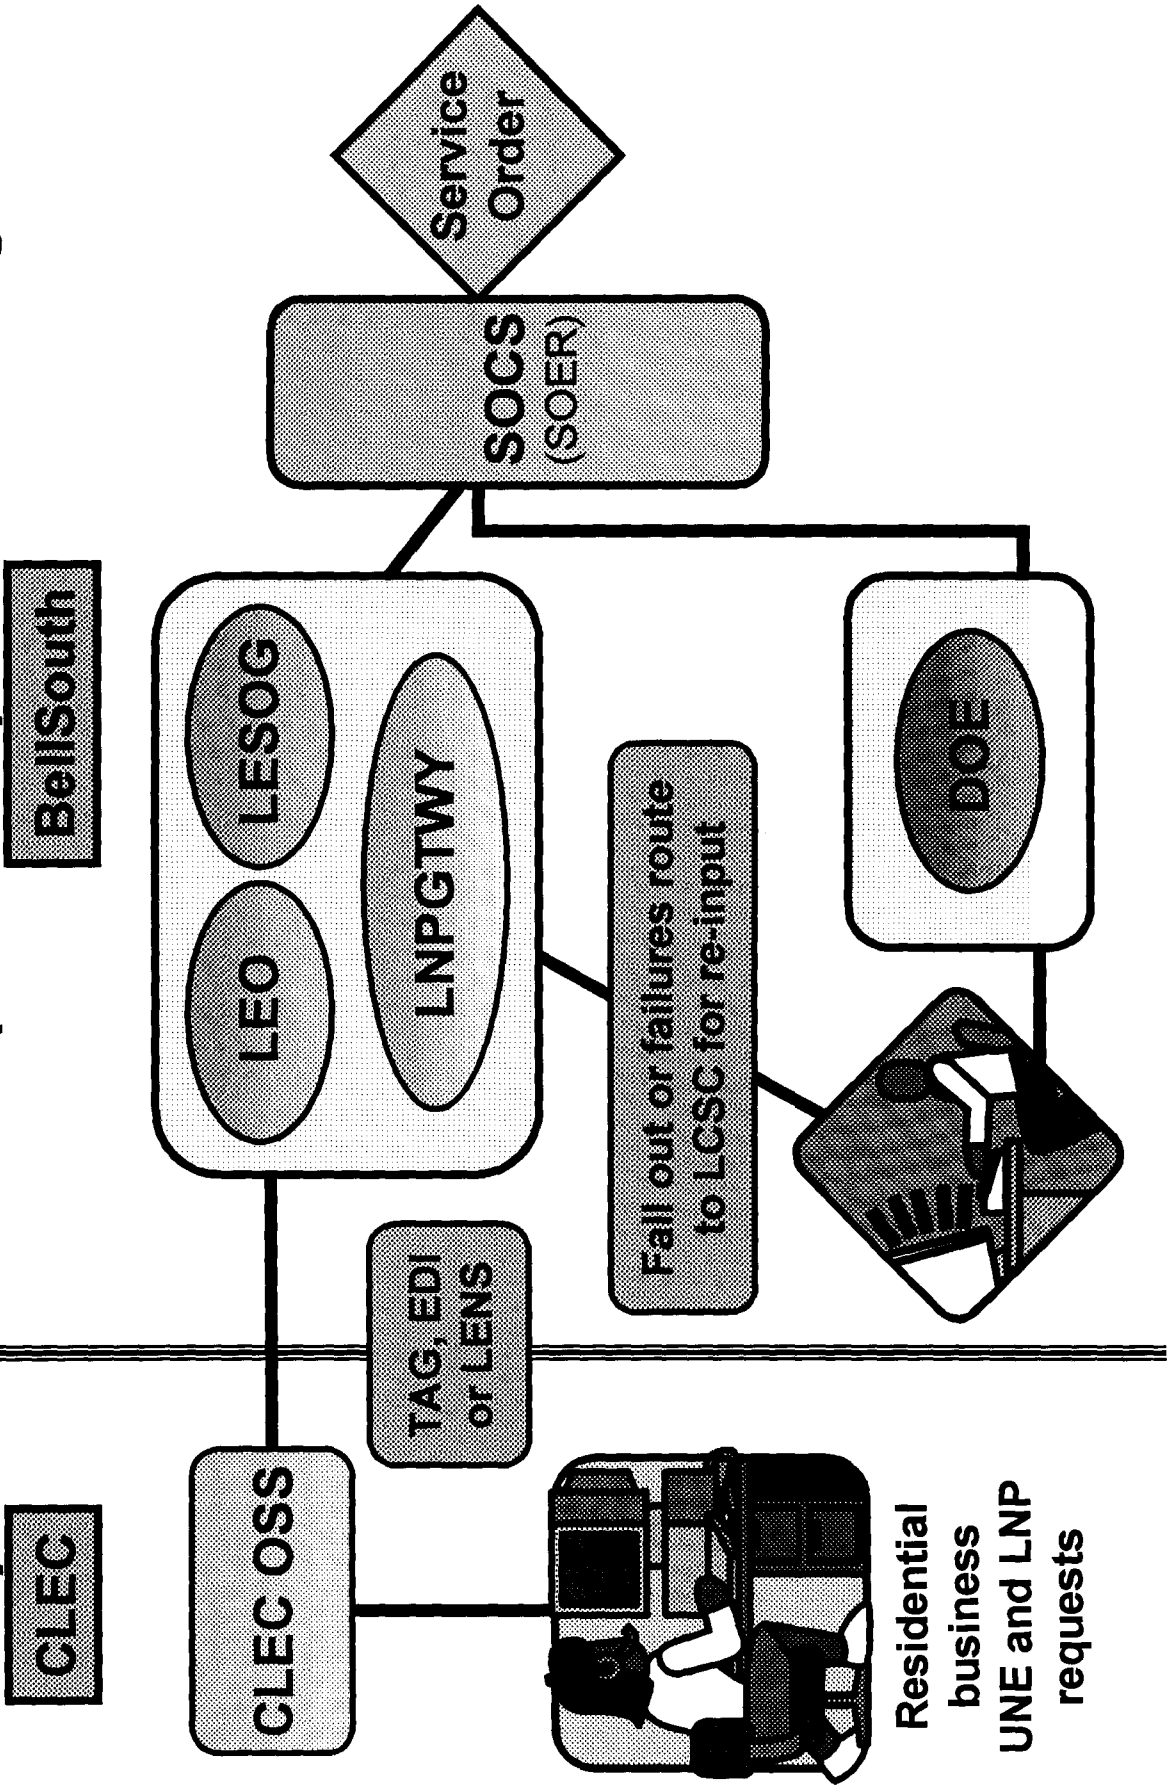 CLEC
BellSouth
CLEC OSS
TAG, EDI
or LENS
LEO
LESOG
LNPGTWY
SOCS
(SOER)
Service
Order
Fall out or failures route
to LCSC for re-input
DOE
Residential
business
UNE and LNP
requests